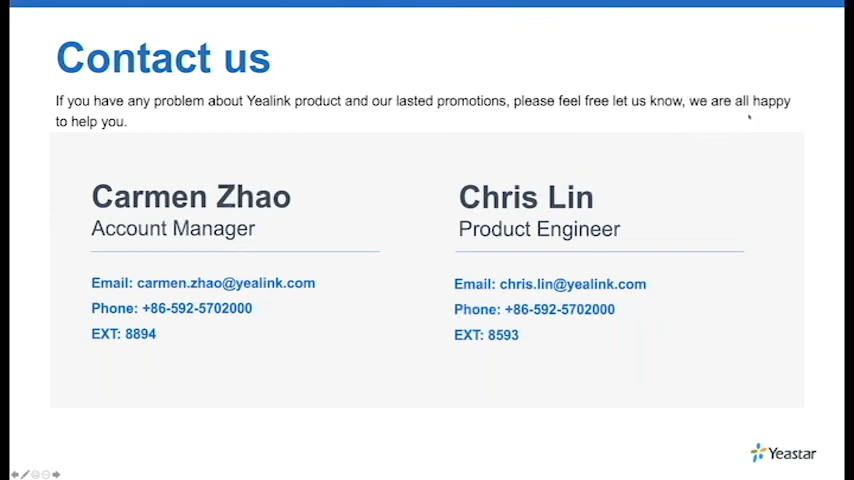 Contact us
If you have any problem about Yealink product and our lasted promotions, please feel free let us know, we are all happy
to help you.
Carmen Zhao
Account Manager
Email: carmen.zhao@yealink.com
Phone: +86-592-5702000
EXT: 8894
Chris Lin
Product Engineer
Email: chris.lin@yealink.com
Phone: +86-592-5702000
EXT: 8593
Yeastar